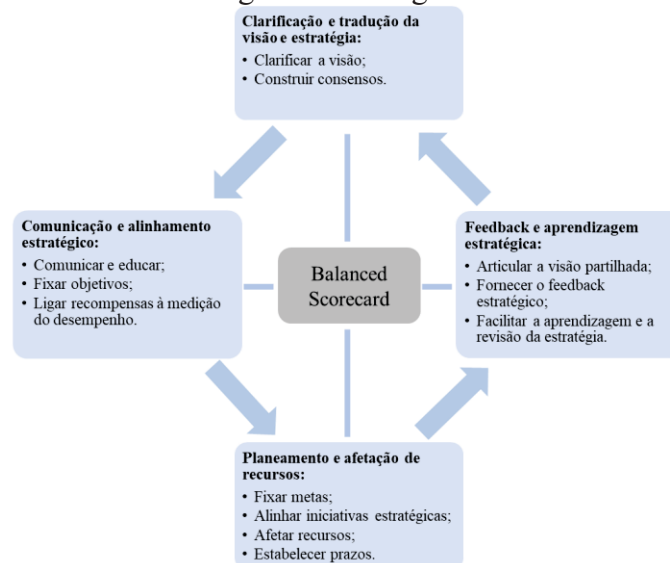 Clarificação e tradução da
visão e estratégia:
• Clarificar a visão;
• Construir consensos.
Comunicação e alinhamento
estratégico:
• Comunicar e educar;
• Fixar objetivos;
• Ligar recompensas à medição
do desempenho.
Balanced
Scorecard
Feedback e aprendizagem
estratégica:
• Articular a visão partilhada;
• Fornecer o feedback
estratégico;
• Facilitar a aprendizagem e a
revisão da estratégia.
Planeamento e afetação de
recursos:
• Fixar metas;
• Alinhar iniciativas estratégicas;
• Afetar recursos;
• Estabelecer prazos.